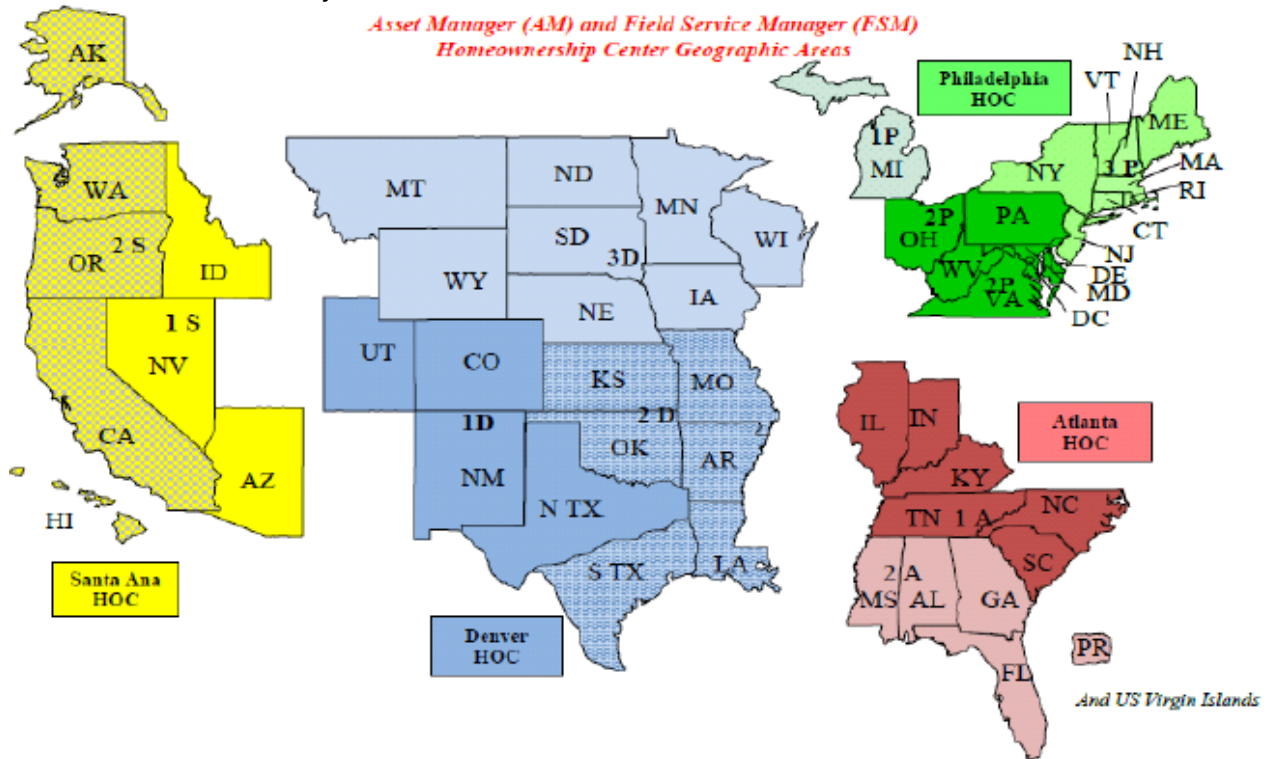 Asset Manager (AM) and Field Service Manager (FSM)
Homeownership Center Geographic Areas
AK
WA
OR
2 S
ID
1 S
NV
CA
AZ
HI
Santa Ana
HOC
MT
ND
MN
SD
3D
WI
WY
IA
NE
UT
CO
KS
MO
1D
2 D
OK
AR
NM
N TX
S TX
LA
Denver
HOC
Philadelphia
HOC
NH
VT
ME
1P
MI
NY
3 P
MA
RI
2P
PA
OH
CT
NJ
WV
DE
2P
MD
VA
DC
IL
IN
Atlanta
HOC
KY
NC
TN 1 A
SC
2 A
MS
AL
GA
PR
FL
And US Virgin Islands